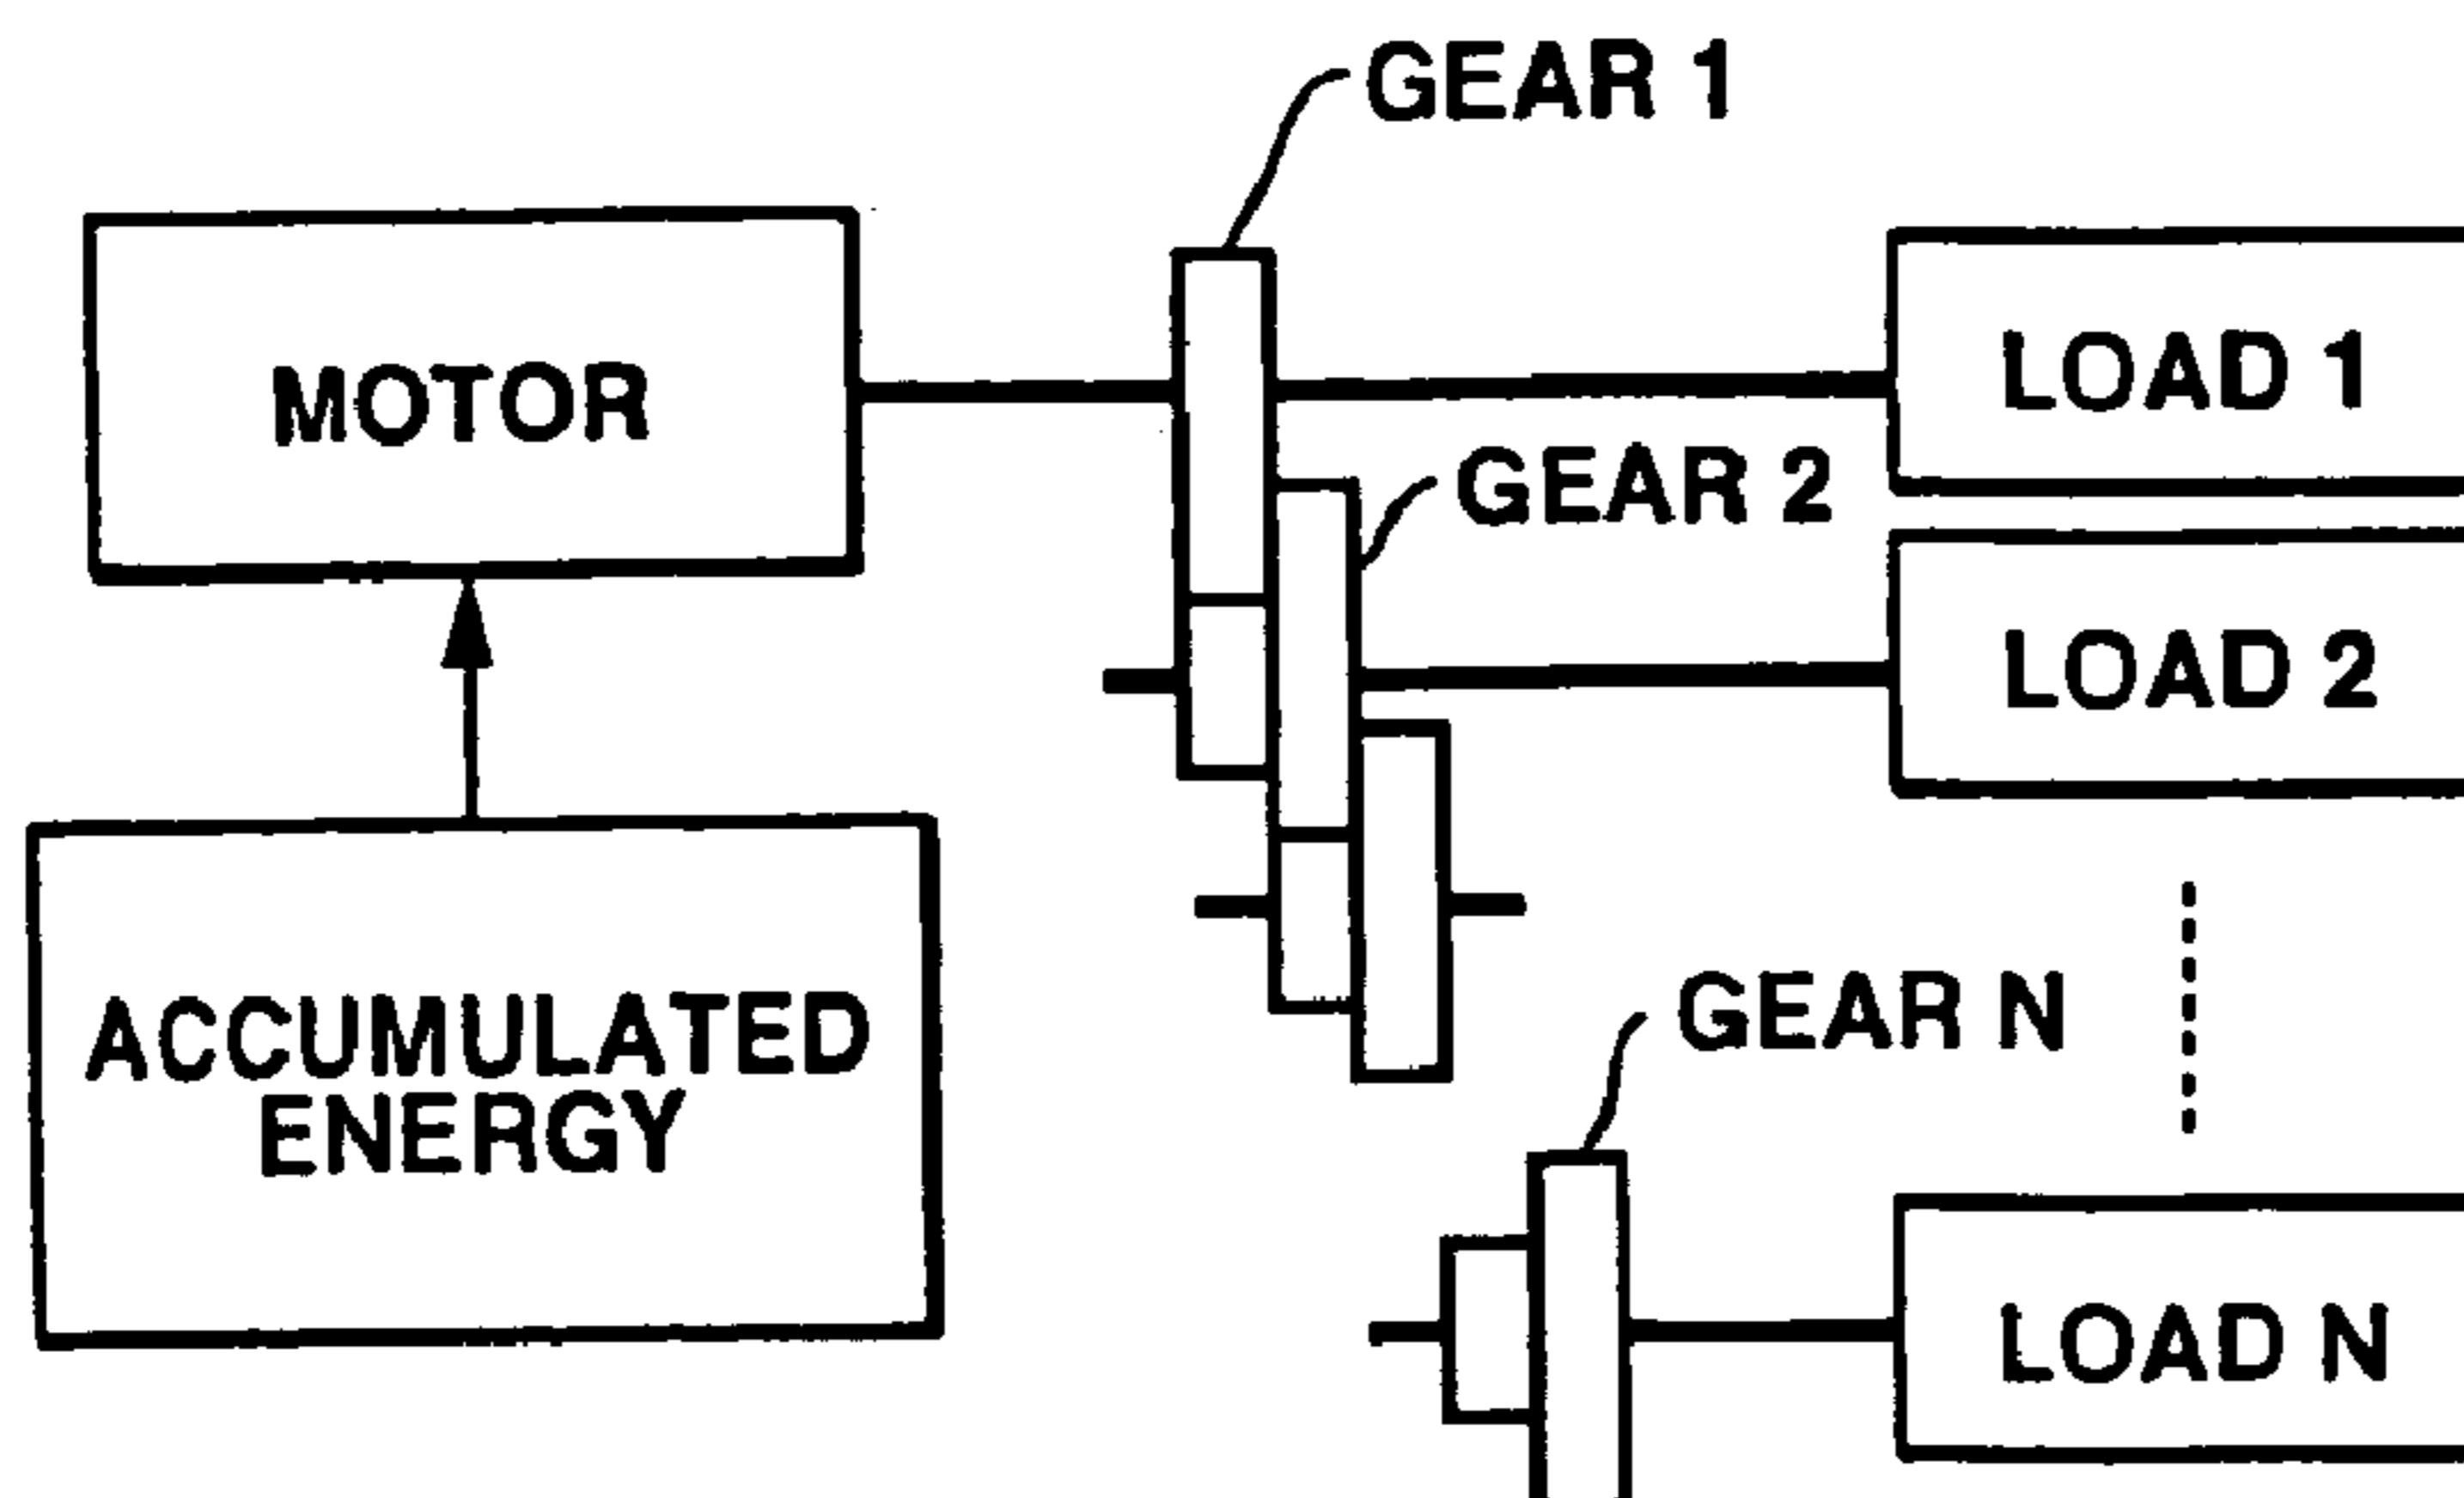 GEAR 1
MOTOR
LOAD 1
GEAR 2
LOAD 2
ACCUMULATED
ENERGY
GEAR N
LOAD N